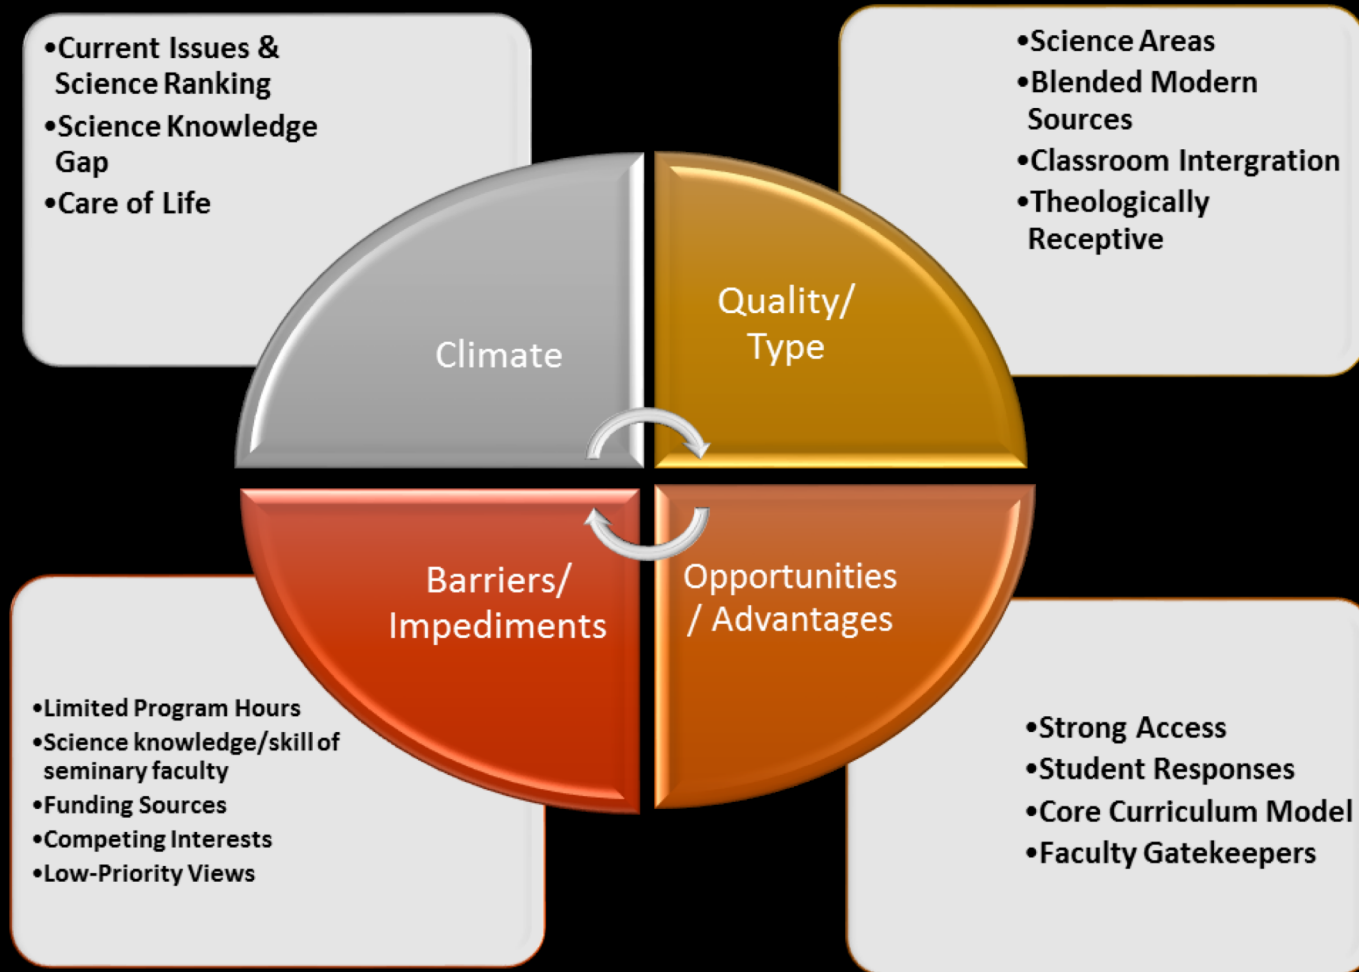 •Current Issues &
Science Ranking
•Science Knowledge
Gap
•Care of Life
•Science Areas
•Blended Modern
Sources
•Classroom Intergration
•Theologically
Receptive
Climate
Quality/
Type
Barriers/
Impediments
Opportunities
/ Advantages
•Limited Program Hours
•Science knowledge/skill of
seminary faculty
•Funding Sources
•Competing Interests
•Low-Priority Views
•Strong Access
•Student Responses
•Core Curriculum Model
•Faculty Gatekeepers